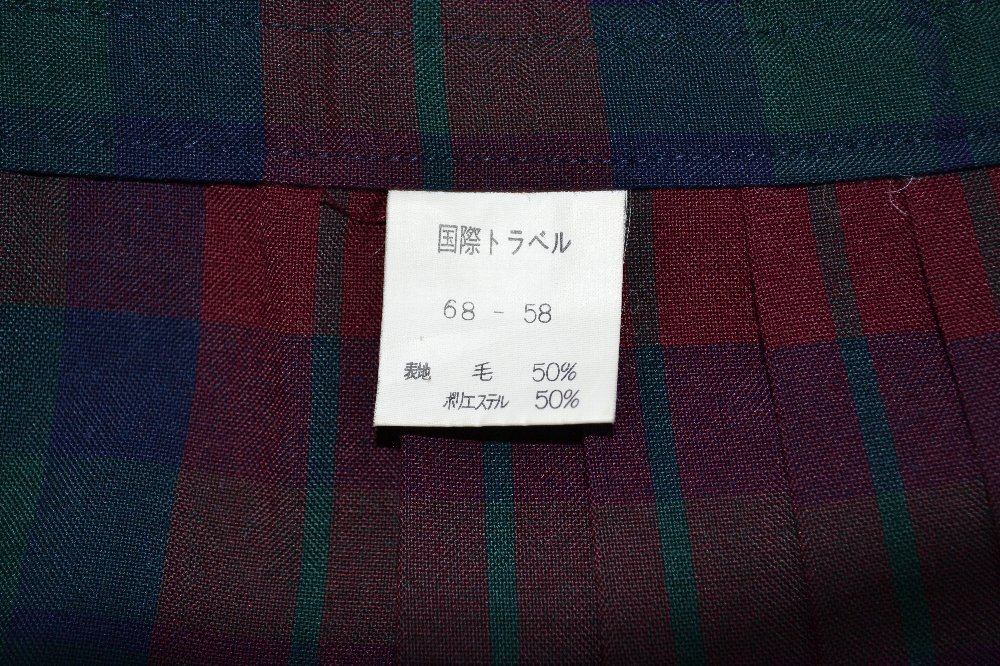 国際トラベル
68 - 58
表地 毛 50%
ポリエステル 50%